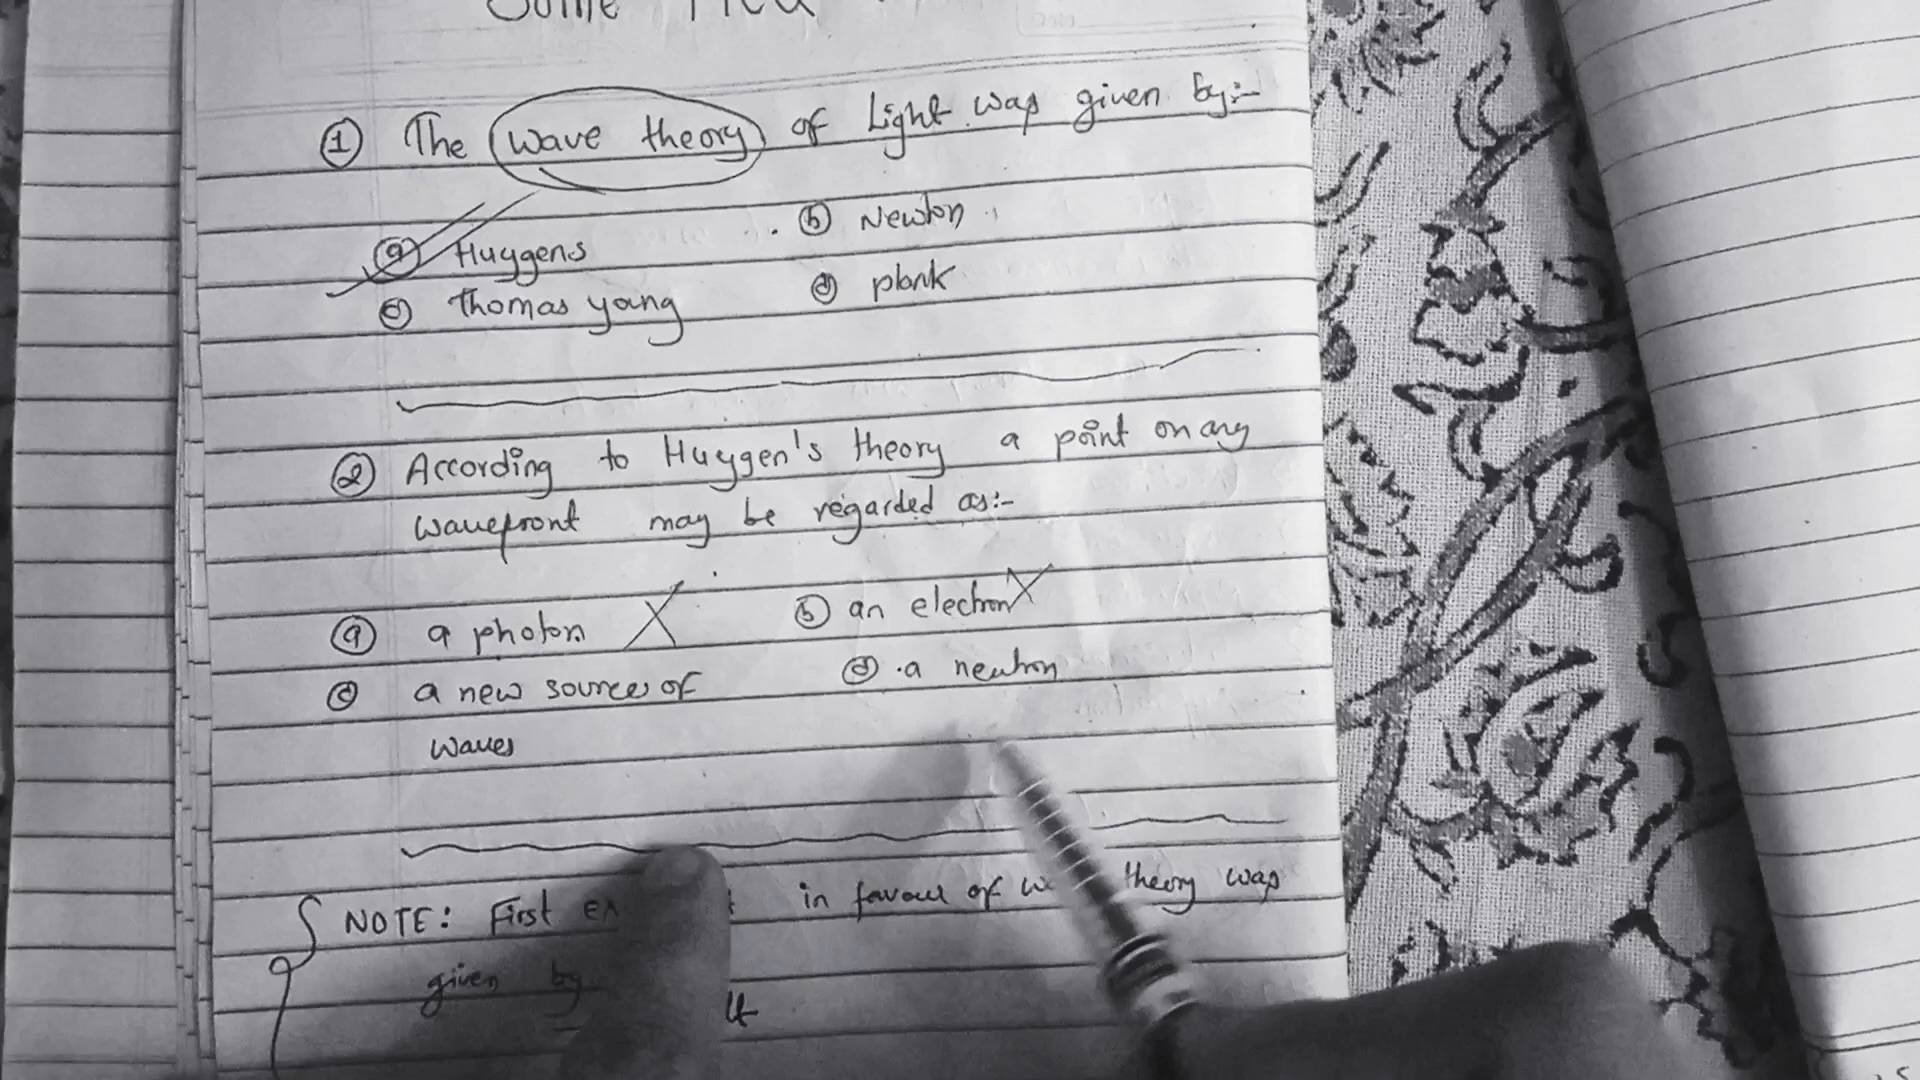 Some
① The wave theory of Light was given by:-
ⓐ Huygens ⓑ Newton
ⓒ Thomas young ⓓ plank
② According to Huygen's theory a point on any
wavefront may be regarded as:-
ⓐ a photon ⓑ an electron
ⓒ a new sources of ⓓ a neutron
waves
NOTE: First in favour of theory was
given by